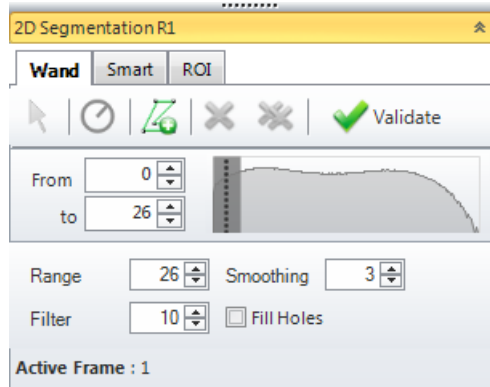 2D Segmentation R1
Wand Smart ROI
Validate
From 0
to 26
Range 26 Smoothing 3
Filter 10 Fill Holes
Active Frame : 1